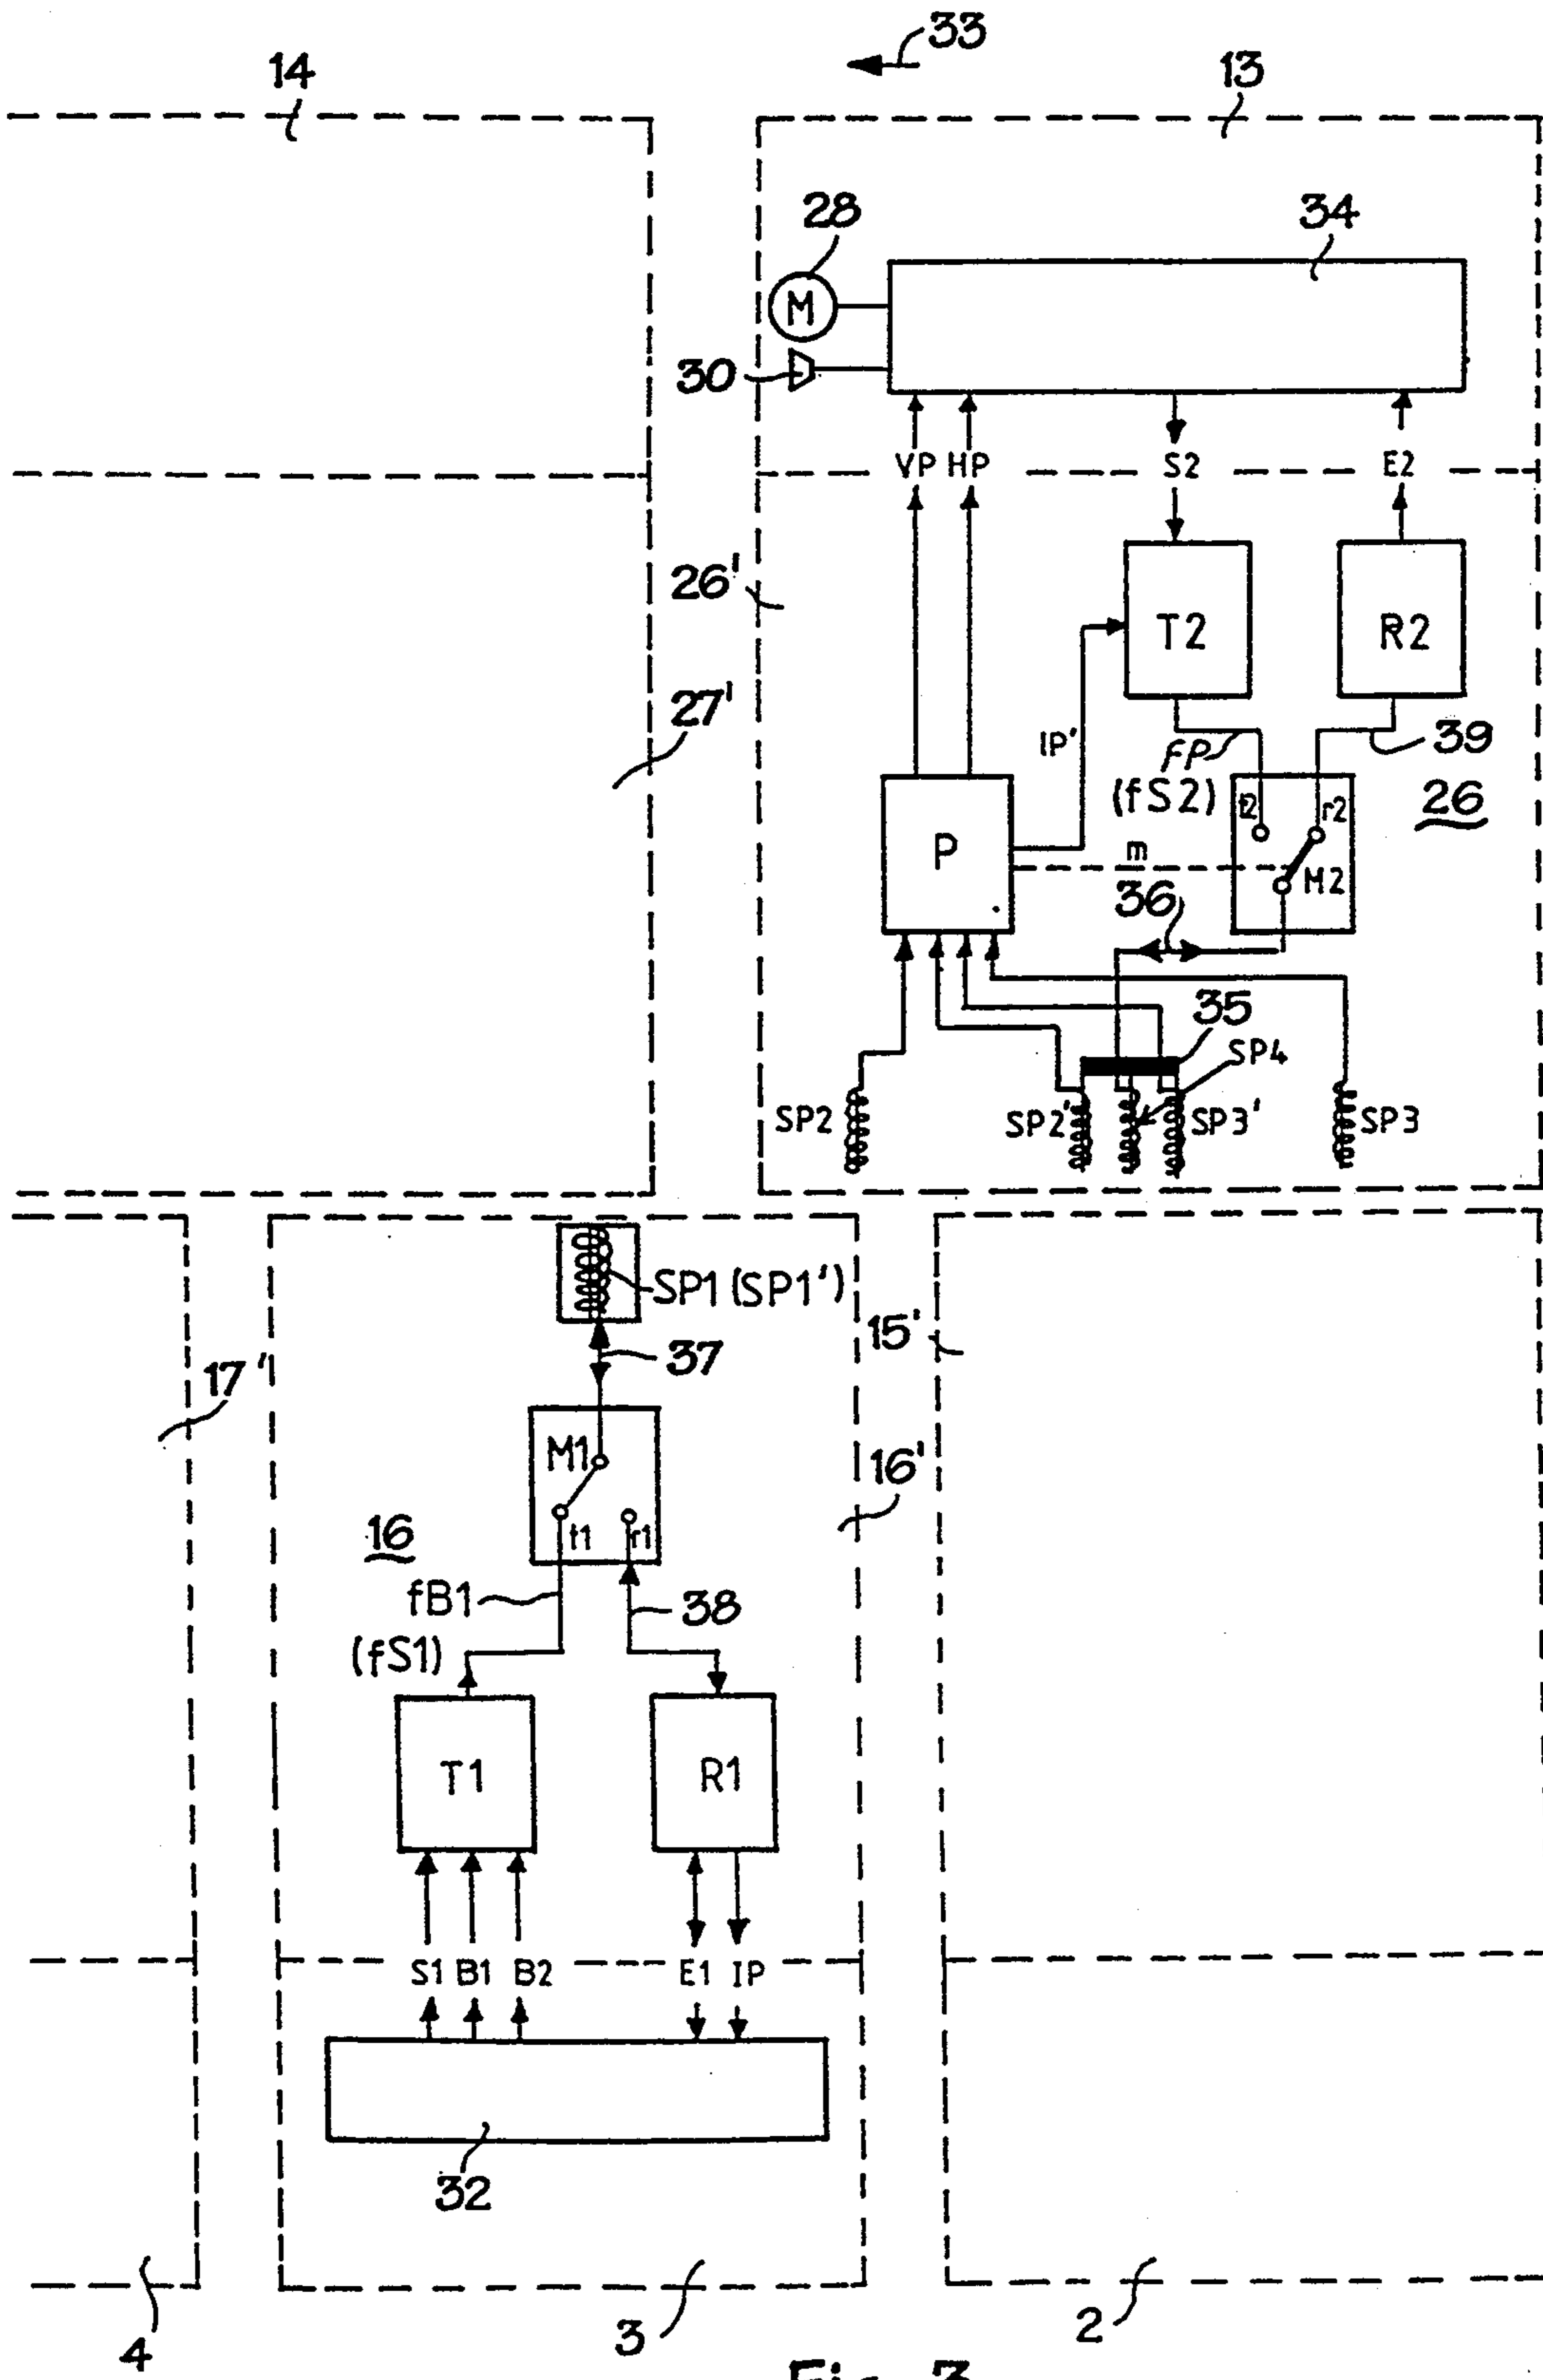 33
14
13
28
34
M
30
VP HP S2 E2
26'
T2 R2
27'
IP'
FP
(fS2)
39
t2 r2
26
P
m
M2
36
35
SP4
SP2 SP2' SP3' SP3
SP1 (SP1')
15'
37
17'
M1
16'
16
t1 r1
fB1
38
(fS1)
T1 R1
S1 B1 B2 E1 IP
32
4 3 2
Fig. 3